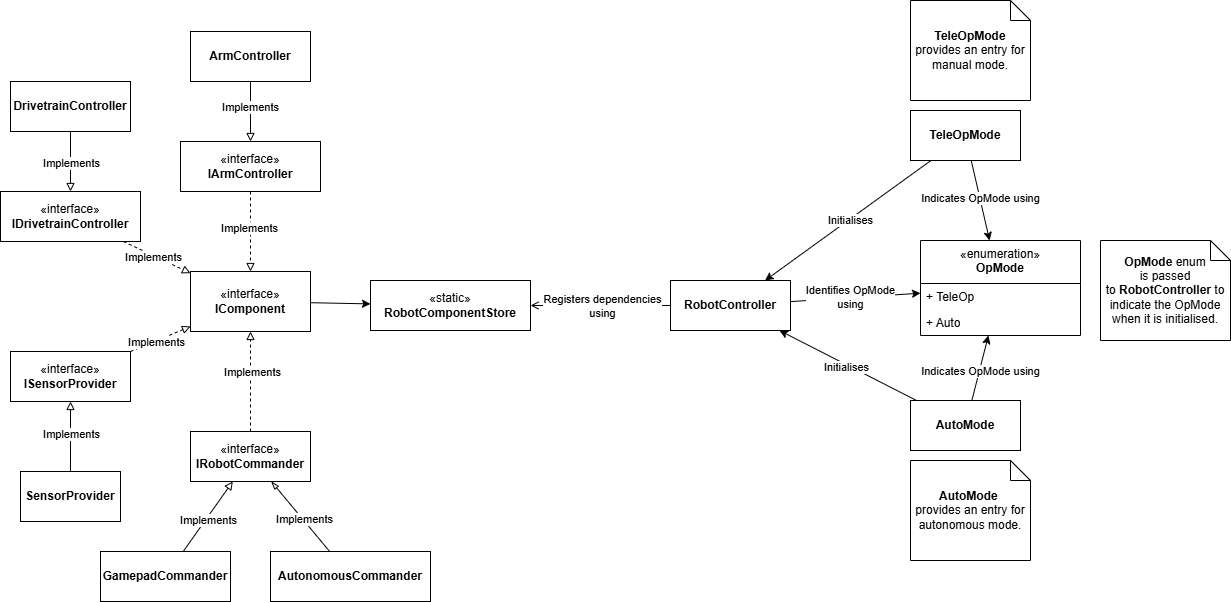 TeleOpMode
provides an entry for
manual mode.
ArmController
Implements
DrivetrainController
Implements
TeleOpMode
«interface»
IArmController
«interface»
IDrivetrainController
Implements
Implements
Initialises
Indicates OpMode using
«enumeration»
OpMode
+ TeleOp
+ Auto
OpMode enum
is passed
to RobotController to
indicate the OpMode
when it is initialised.
«interface»
IComponent
«static»
RobotComponentStore
Registers dependencies
using
RobotController
Identifies OpMode
using
Implements
«interface»
ISensorProvider
Implements
Initialises
Indicates OpMode using
Implements
«interface»
IRobotCommander
AutoMode
SensorProvider
Implements
Implements
AutoMode
provides an entry for
autonomous mode.
GamepadCommander
AutonomousCommander